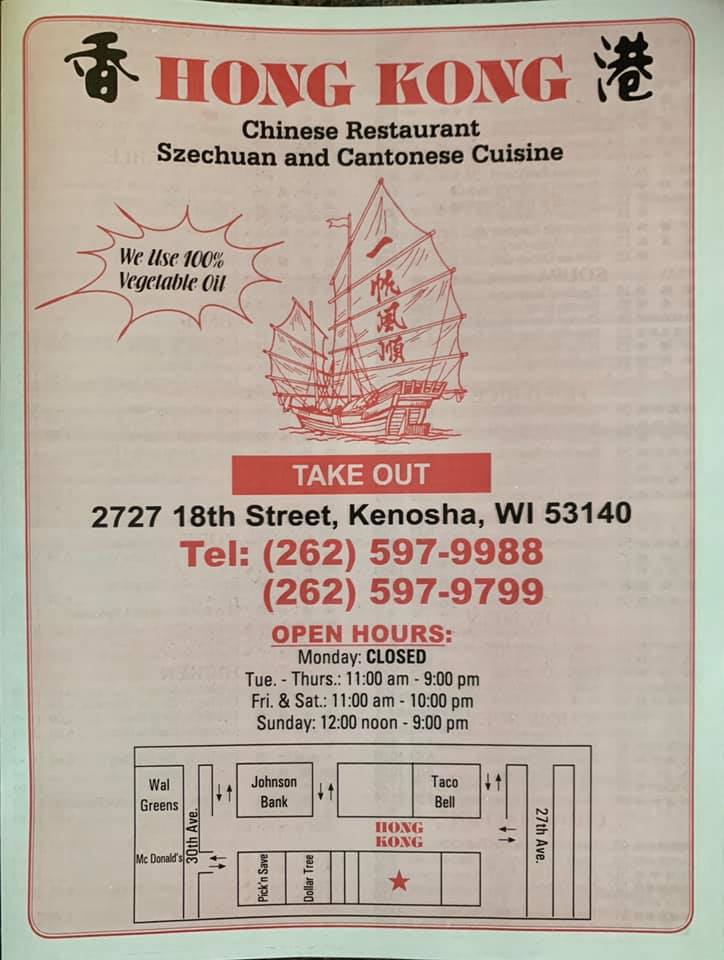 香 HONG KONG 港
Chinese Restaurant
Szechuan and Cantonese Cuisine
We Use 100%
Vegetable Oil
一
帆
風
順
TAKE OUT
2727 18th Street, Kenosha, WI 53140
Tel: (262) 597-9988
(262) 597-9799
OPEN HOURS:
Monday: CLOSED
Tue. - Thurs.: 11:00 am - 9:00 pm
Fri. & Sat.: 11:00 am - 10:00 pm
Sunday: 12:00 noon - 9:00 pm
Wal
Greens
Johnson
Bank
Taco
Bell
30th Ave.
HONG
KONG
27th Ave.
Mc Donald's
Pick'n Save
Dollar Tree